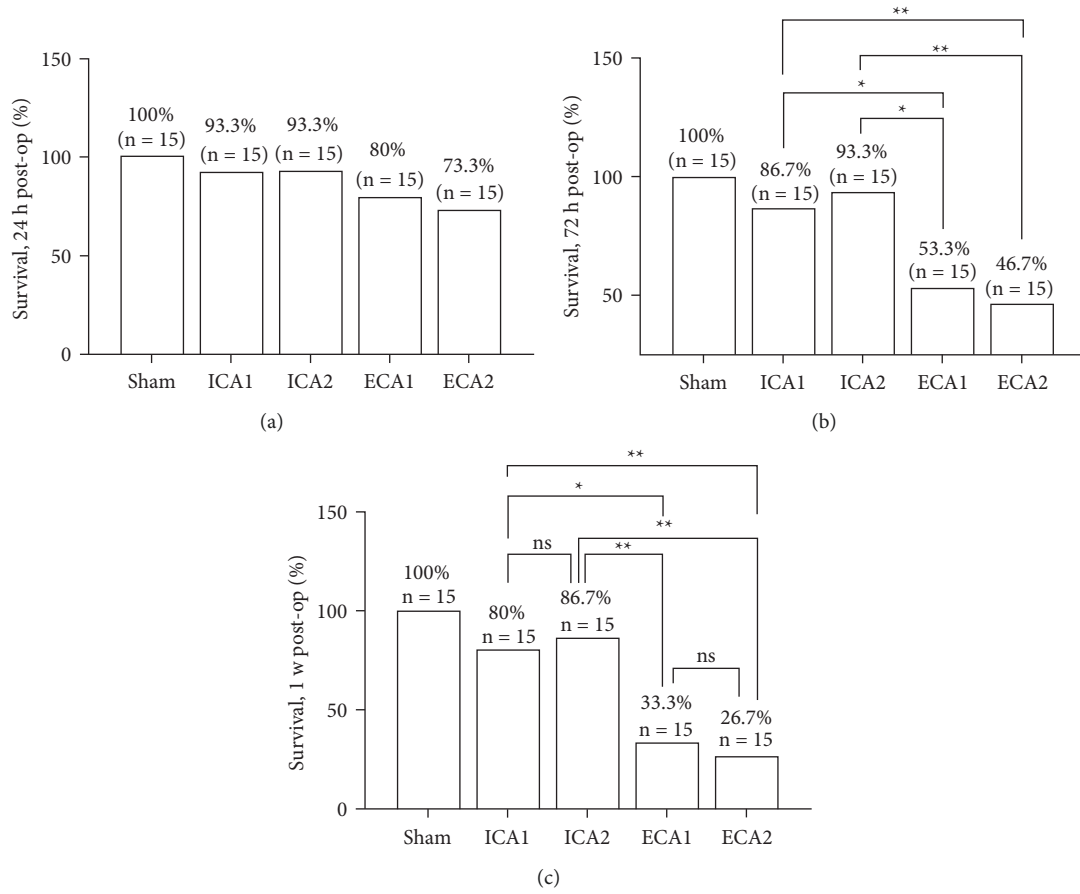 Survival, 24 h post-op (%)
150
100
50
0
100%
(n = 15)
93.3%
(n = 15)
93.3%
(n = 15)
80%
(n = 15)
73.3%
(n = 15)
Sham
ICA1
ICA2
ECA1
ECA2
(a)
Survival, 72 h post-op (%)
150
100
50
**
**
*
*
100%
(n = 15)
86.7%
(n = 15)
93.3%
(n = 15)
53.3%
(n = 15)
46.7%
(n = 15)
Sham
ICA1
ICA2
ECA1
ECA2
(b)
Survival, 1 w post-op (%)
150
100
50
0
**
*
**
ns
**
ns
100%
n = 15
80%
n = 15
86.7%
n = 15
33.3%
n = 15
26.7%
n = 15
Sham
ICA1
ICA2
ECA1
ECA2
(c)